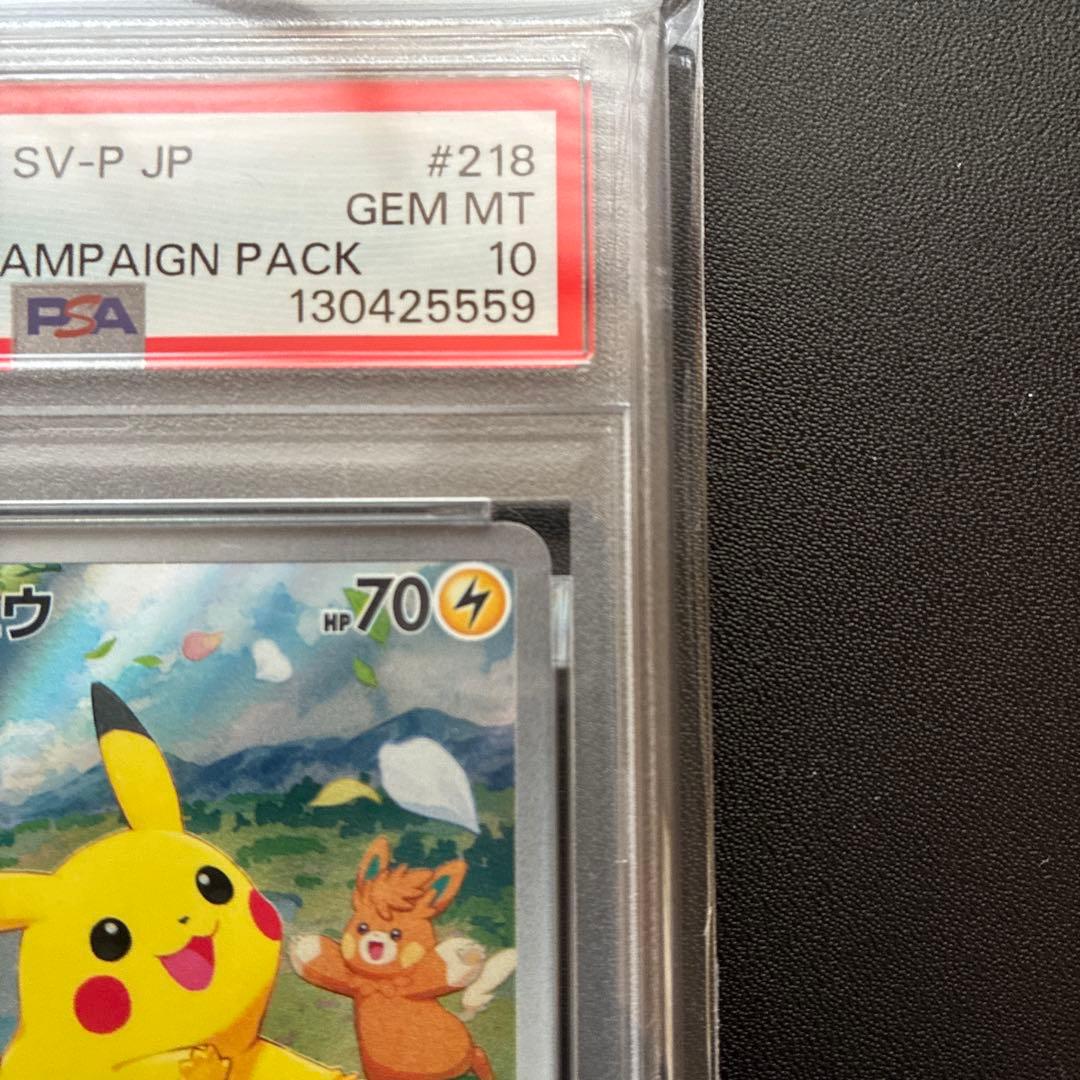 SV-P JP #218
GEM MT
AMPAIGN PACK 10
PSA 130425559
ウ HP70